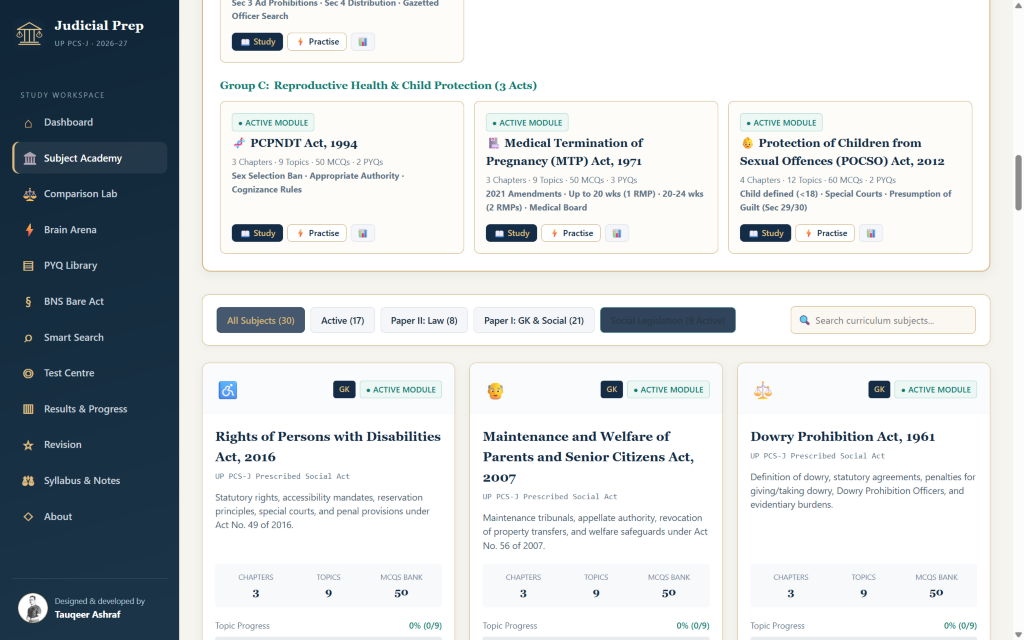 Judicial Prep
UP PCS-J · 2026–27
STUDY WORKSPACE
Dashboard
Subject Academy
Comparison Lab
Brain Arena
PYQ Library
§ BNS Bare Act
Smart Search
Test Centre
Results & Progress
Revision
Syllabus & Notes
About
Designed & developed by
Tauqeer Ashraf
Sec 3 Ad Prohibitions · Sec 4 Distribution · Gazetted
Officer Search
Study
Practise
Group C: Reproductive Health & Child Protection (3 Acts)
● ACTIVE MODULE
PCPNDT Act, 1994
3 Chapters · 9 Topics · 50 MCQs · 2 PYQs
Sex Selection Ban · Appropriate Authority ·
Cognizance Rules
Study
Practise
● ACTIVE MODULE
Medical Termination of
Pregnancy (MTP) Act, 1971
3 Chapters · 9 Topics · 50 MCQs · 3 PYQs
2021 Amendments · Up to 20 wks (1 RMP) · 20-24 wks
(2 RMPs) · Medical Board
Study
Practise
● ACTIVE MODULE
Protection of Children from
Sexual Offences (POCSO) Act, 2012
4 Chapters · 12 Topics · 60 MCQs · 2 PYQs
Child defined (<18) · Special Courts · Presumption of
Guilt (Sec 29/30)
Study
Practise
All Subjects (30)
Active (17)
Paper II: Law (8)
Paper I: GK & Social (21)
Social Legislation (9 Active)
Search curriculum subjects...
GK
● ACTIVE MODULE
Rights of Persons with Disabilities
Act, 2016
UP PCS-J Prescribed Social Act
Statutory rights, accessibility mandates, reservation
principles, special courts, and penal provisions under
Act No. 49 of 2016.
CHAPTERS TOPICS MCQS BANK
3 9 50
Topic Progress 0% (0/9)
GK
● ACTIVE MODULE
Maintenance and Welfare of
Parents and Senior Citizens Act,
2007
UP PCS-J Prescribed Social Act
Maintenance tribunals, appellate authority, revocation
of property transfers, and welfare safeguards under Act
No. 56 of 2007.
CHAPTERS TOPICS MCQS BANK
3 9 50
Topic Progress 0% (0/9)
GK
● ACTIVE MODULE
Dowry Prohibition Act, 1961
UP PCS-J Prescribed Social Act
Definition of dowry, statutory agreements, penalties for
giving/taking dowry, Dowry Prohibition Officers, and
evidentiary burdens.
CHAPTERS TOPICS MCQS BANK
3 9 50
Topic Progress 0% (0/9)